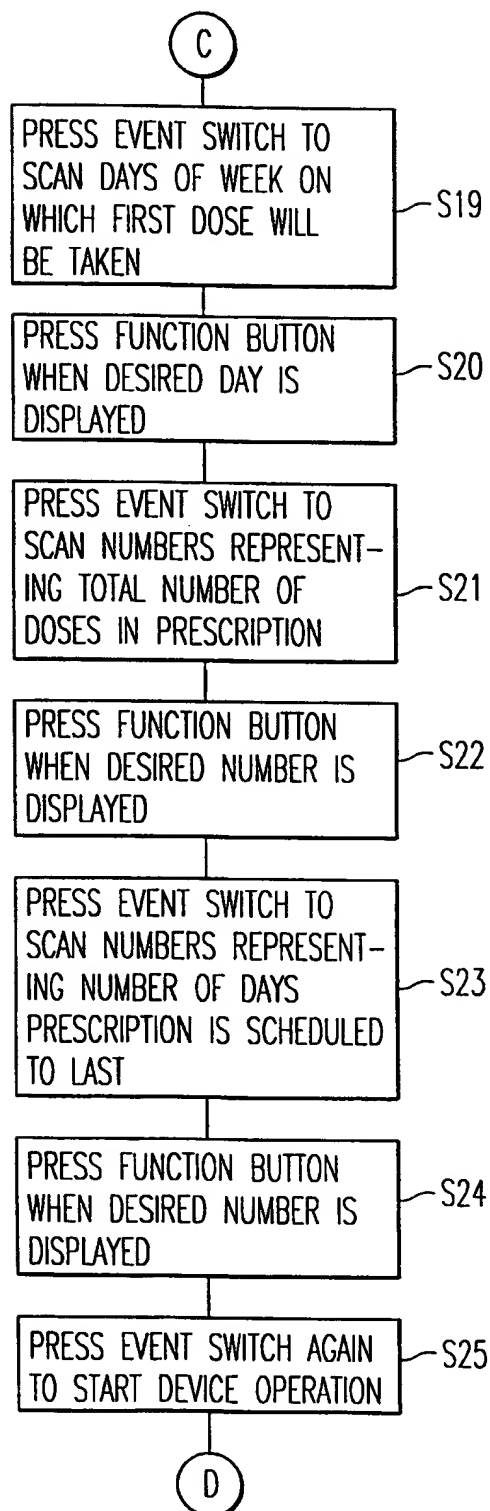 C
PRESS EVENT SWITCH TO
SCAN DAYS OF WEEK ON
WHICH FIRST DOSE WILL
BE TAKEN
S19
PRESS FUNCTION BUTTON
WHEN DESIRED DAY IS
DISPLAYED
S20
PRESS EVENT SWITCH TO
SCAN NUMBERS REPRESENT-
ING TOTAL NUMBER OF
DOSES IN PRESCRIPTION
S21
PRESS FUNCTION BUTTON
WHEN DESIRED NUMBER IS
DISPLAYED
S22
PRESS EVENT SWITCH TO
SCAN NUMBERS REPRESENT-
ING NUMBER OF DAYS
PRESCRIPTION IS SCHEDULED
TO LAST
S23
PRESS FUNCTION BUTTON
WHEN DESIRED NUMBER IS
DISPLAYED
S24
PRESS EVENT SWITCH AGAIN
TO START DEVICE OPERATION
S25
D